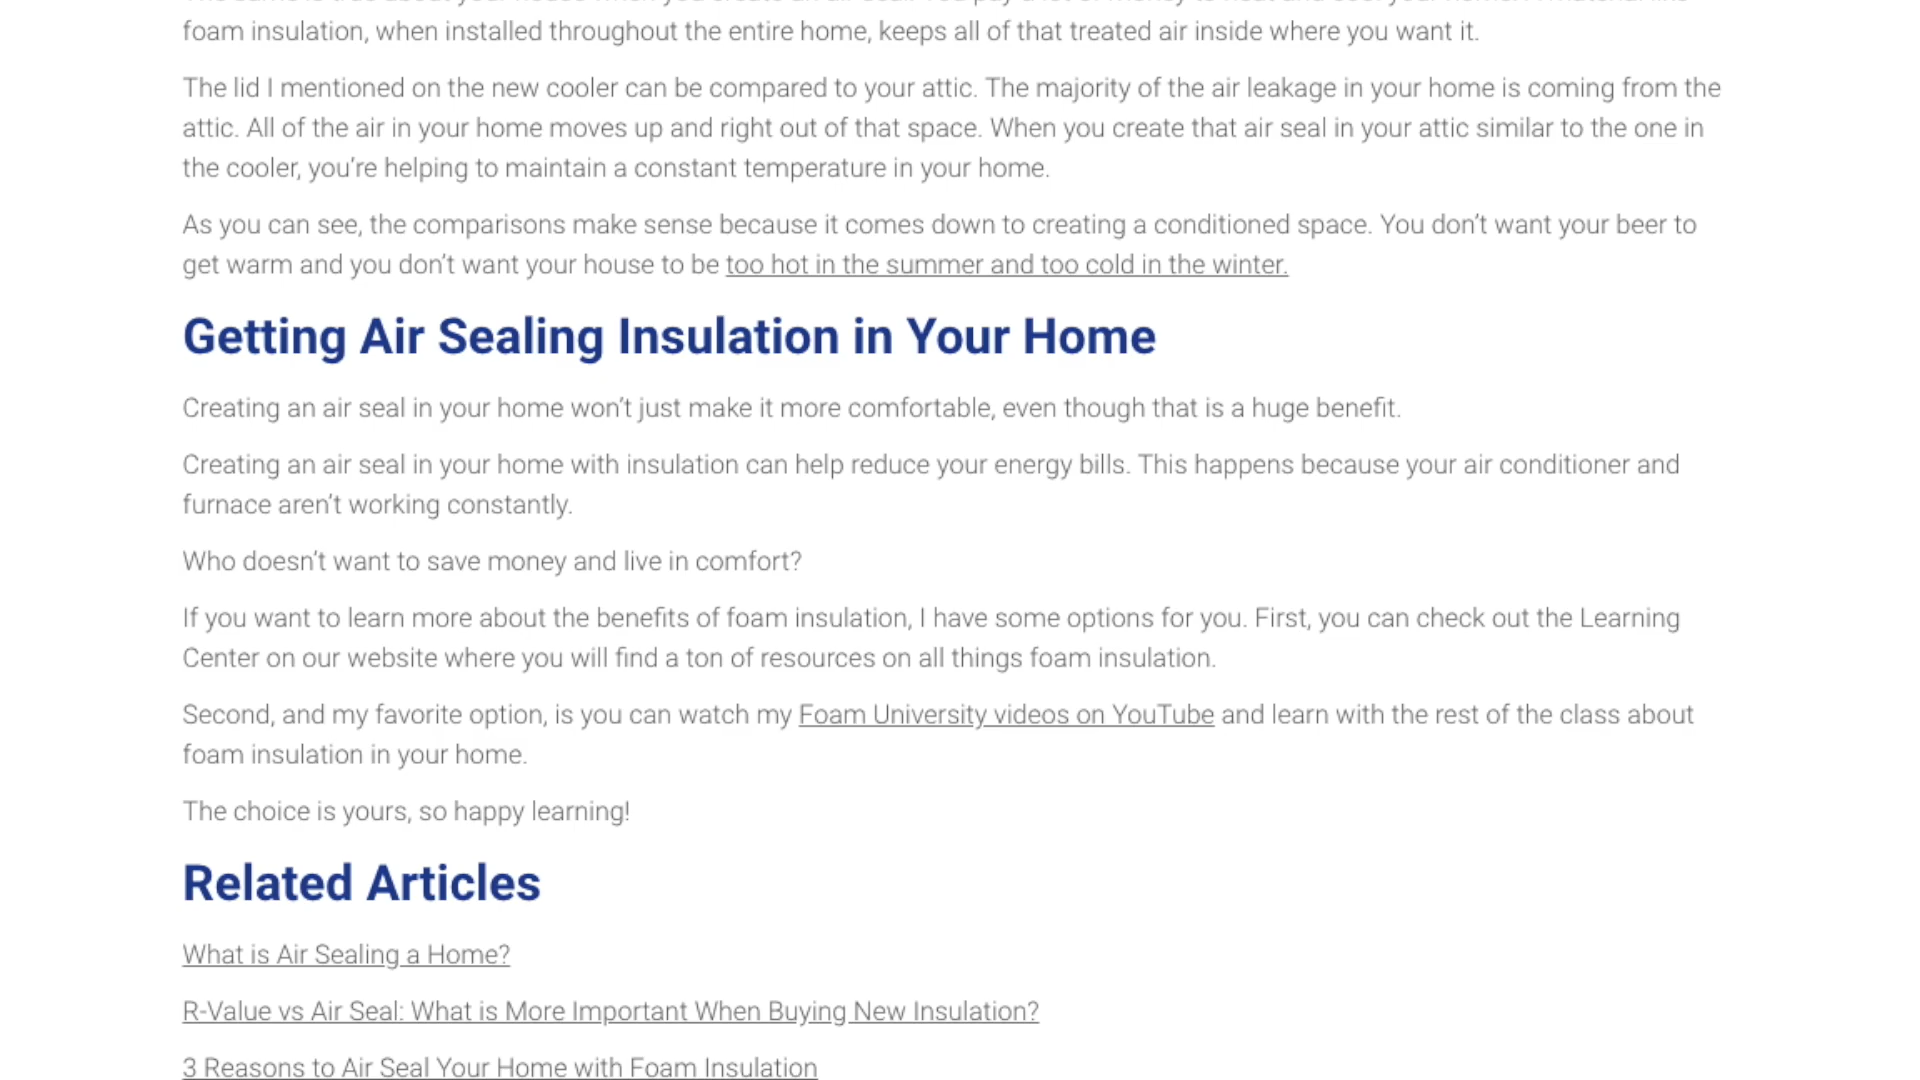 foam insulation, when installed throughout the entire home, keeps all of that treated air inside where you want it.
The lid I mentioned on the new cooler can be compared to your attic. The majority of the air leakage in your home is coming from the
attic. All of the air in your home moves up and right out of that space. When you create that air seal in your attic similar to the one in
the cooler, you’re helping to maintain a constant temperature in your home.
As you can see, the comparisons make sense because it comes down to creating a conditioned space. You don’t want your beer to
get warm and you don’t want your house to be too hot in the summer and too cold in the winter.
Getting Air Sealing Insulation in Your Home
Creating an air seal in your home won’t just make it more comfortable, even though that is a huge benefit.
Creating an air seal in your home with insulation can help reduce your energy bills. This happens because your air conditioner and
furnace aren’t working constantly.
Who doesn’t want to save money and live in comfort?
If you want to learn more about the benefits of foam insulation, I have some options for you. First, you can check out the Learning
Center on our website where you will find a ton of resources on all things foam insulation.
Second, and my favorite option, is you can watch my Foam University videos on YouTube and learn with the rest of the class about
foam insulation in your home.
The choice is yours, so happy learning!
Related Articles
What is Air Sealing a Home?
R-Value vs Air Seal: What is More Important When Buying New Insulation?
3 Reasons to Air Seal Your Home with Foam Insulation